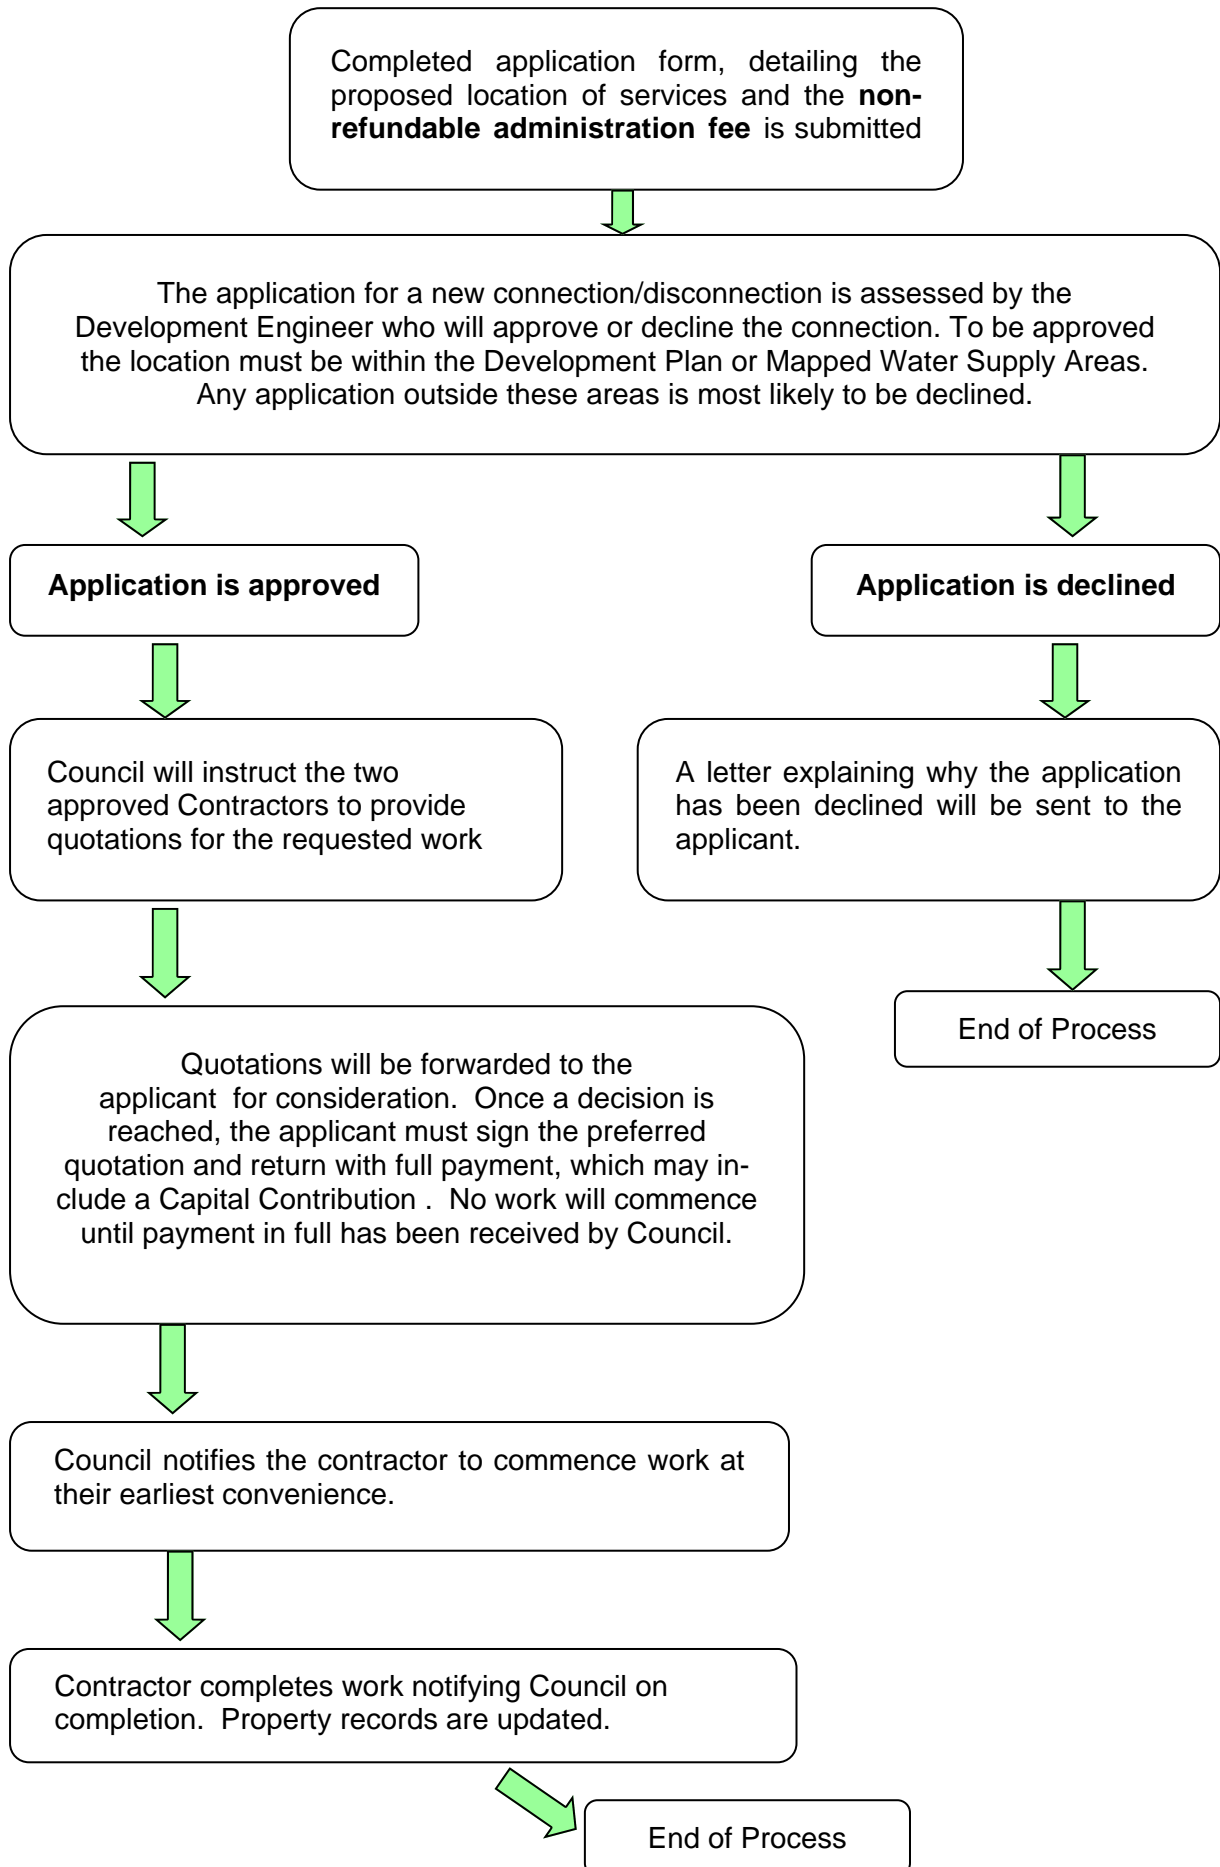 Completed application form, detailing the
proposed location of services and the non-
refundable administration fee is submitted
The application for a new connection/disconnection is assessed by the
Development Engineer who will approve or decline the connection. To be approved
the location must be within the Development Plan or Mapped Water Supply Areas.
Any application outside these areas is most likely to be declined.
Application is approved
Application is declined
Council will instruct the two
approved Contractors to provide
quotations for the requested work
A letter explaining why the application
has been declined will be sent to the
applicant.
End of Process
Quotations will be forwarded to the
applicant  for consideration.  Once a decision is
reached, the applicant must sign the preferred
quotation and return with full payment, which may in-
clude a Capital Contribution .  No work will commence
until payment in full has been received by Council.
Council notifies the contractor to commence work at
their earliest convenience.
Contractor completes work notifying Council on
completion.  Property records are updated.
End of Process